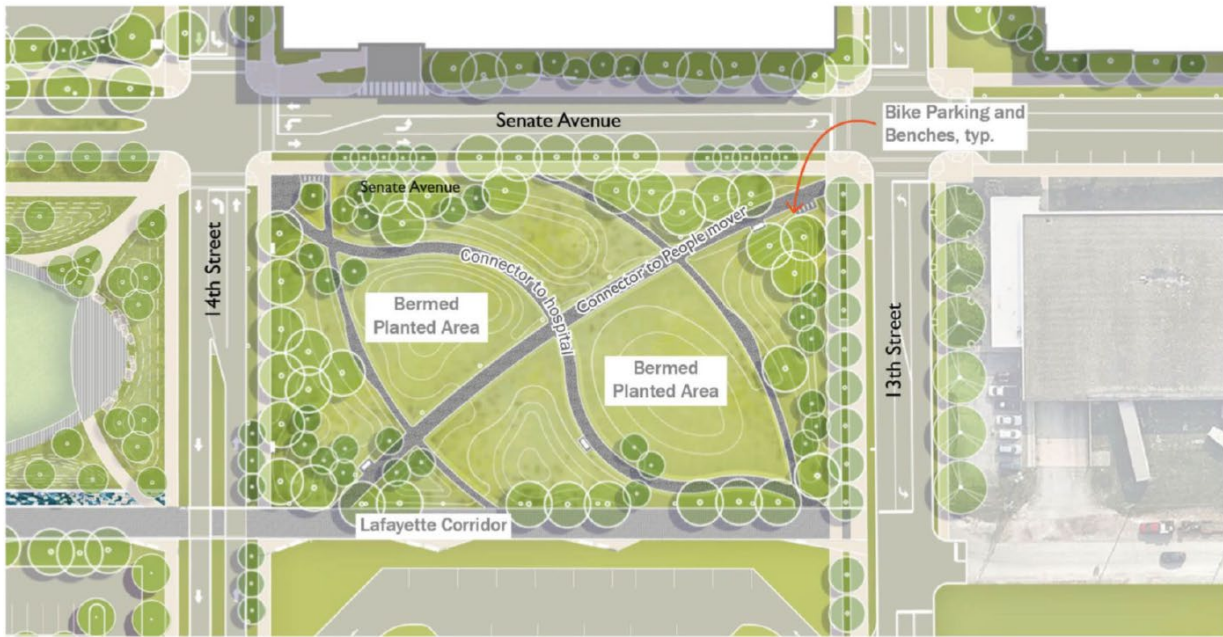 Senate Avenue
Bike Parking and
Benches, typ.
Senate Avenue
14th Street
Connector to hospital
Connector to People mover
Bermed
Planted Area
Bermed
Planted Area
13th Street
Lafayette Corridor